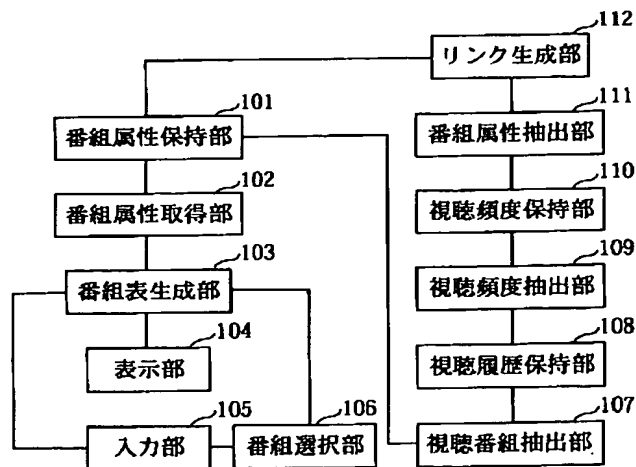 112
リンク生成部
101
番組属性保持部
111
番組属性抽出部
102
番組属性取得部
110
視聴頻度保持部
103
番組表生成部
109
視聴頻度抽出部
104
表示部
108
視聴履歴保持部
105
入力部
106
番組選択部
107
視聴番組抽出部